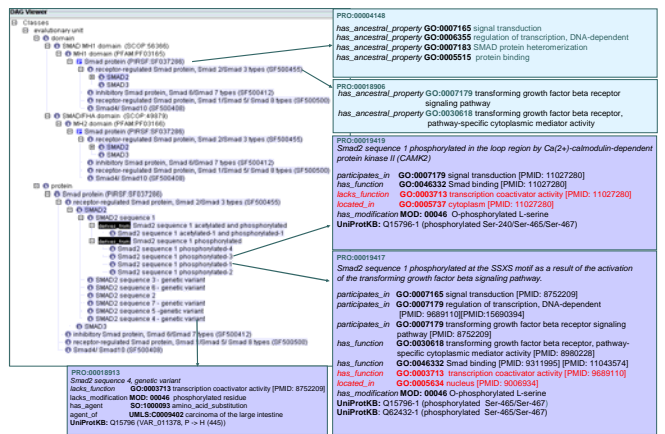 DAG Viewer
Classes
evolutionary unit
domain
SMAD MH1 domain (SCOP 56366)
MH1 domain (PFAM:PF03165)
Smad protein (PIRSF:SF037286)
receptor-regulated Smad protein, Smad 2/Smad 3 types (SF500455)
SMAD2
SMAD3
inhibitory Smad protein, Smad 6/Smad 7 types (SF500412)
receptor-regulated Smad protein, Smad 1/Smad 5/ Smad 8 types (SF500500)
Smad4/ Smad10 (SF500408)
SMAD/FHA domain (SCOP 49879)
MH2 domain (PFAM:PF03166)
Smad protein (PIRSF:SF037286)
receptor-regulated Smad protein, Smad 2/Smad 3 types (SF500455)
SMAD2
SMAD3
inhibitory Smad protein, Smad 6/Smad 7 types (SF500412)
receptor-regulated Smad protein, Smad 1/Smad 5/ Smad 8 types (SF500500)
Smad4/ Smad10 (SF500408)
protein
Smad protein (PIRSF:SF037286)
receptor-regulated Smad protein, Smad 2/Smad 3 types (SF500455)
SMAD2
SMAD2 sequence 1
derives_from Smad2 sequence 1 acetylated and phosphorylated
Smad2 sequence 1 acetylated-1 and phosphorylated-1
derives_from Smad2 sequence 1 phosphorylated
Smad2 sequence 1 phosphorylated-4
Smad2 sequence 1 phosphorylated-3
Smad2 sequence 1 phosphorylated-1
Smad2 sequence 1 phosphorylated-2
SMAD2 sequence 3 - genetic variant
SMAD2 sequence 6 - genetic variant
SMAD2 sequence 2
SMAD2 sequence 7 - genetic variant
SMAD2 sequence 5 -genetic variant
SMAD2 sequence 4 - genetic variant
SMAD3
inhibitory Smad protein, Smad 6/Smad 7 types (SF500412)
receptor-regulated Smad protein, Smad 1/Smad 5/ Smad 8 types (SF500500)
Smad4/ Smad10 (SF500408)
PRO:00004148
has_ancestral_property GO:0007165 signal transduction
has_ancestral_property GO:0006355 regulation of transcription, DNA-dependent
has_ancestral_property GO:0007183 SMAD protein heteromerization
has_ancestral_property GO:0005515 protein binding
PRO:00018906
has_ancestral_property GO:0007179 transforming growth factor beta receptor
signaling pathway
has_ancestral_property GO:0030618 transforming growth factor beta receptor,
pathway-specific cytoplasmic mediator activity
PRO:00019419
Smad2 sequence 1 phosphorylated in the loop region by Ca(2+)-calmodulin-dependent
protein kinase II (CAMK2)
participates_in GO:0007179 signal transduction [PMID: 11027280]
has_function GO:0046332 Smad binding [PMID: 11027280]
lacks_function GO:0003713 transcription coactivator activity [PMID: 11027280]
located_in GO:0005737 cytoplasm [PMID: 11027280]
has_modification MOD: 00046 O-phosphorylated L-serine
UniProtKB: Q15796-1 (phosphorylated Ser-240/Ser-465/Ser-467)
PRO:00019417
Smad2 sequence 1 phosphorylated at the SSXS motif as a result of the activation
of the transforming growth factor beta signaling pathway.
participates_in GO:0007165 signal transduction [PMID: 8752209]
participates_in GO:0007179 regulation of transcription, DNA-dependent
[PMID: 9689110][PMID:15690394]
participates_in GO:0007179 transforming growth factor beta receptor signaling
pathway [PMID: 8752209]
has_function GO:0030618 transforming growth factor beta receptor, pathway-
specific cytoplasmic mediator activity [PMID: 8980228]
has_function GO:0046332 Smad binding [PMID: 9311995] [PMID: 11043574]
has_function GO:0003713 transcription coactivator activity [PMID: 9689110]
located_in GO:0005634 nucleus [PMID: 9006934]
has_modification MOD: 00046 O-phosphorylated L-serine
UniProtKB: Q15796-1 (phosphorylated Ser-465/Ser-467)
UniProtKB: Q62432-1 (phosphorylated Ser-465/Ser-467)
PRO:00018913
Smad2 sequence 4, genetic variant
lacks_function GO:0003713 transcription coactivator activity [PMID: 8752209]
lacks_modification MOD: 00046 phosphorylated residue
has_agent SO:1000093 amino_acid_substitution
agent_of UMLS:C0009402 carcinoma of the large intestine
UniProtKB: Q15796 (VAR_011378, P -> H (445))